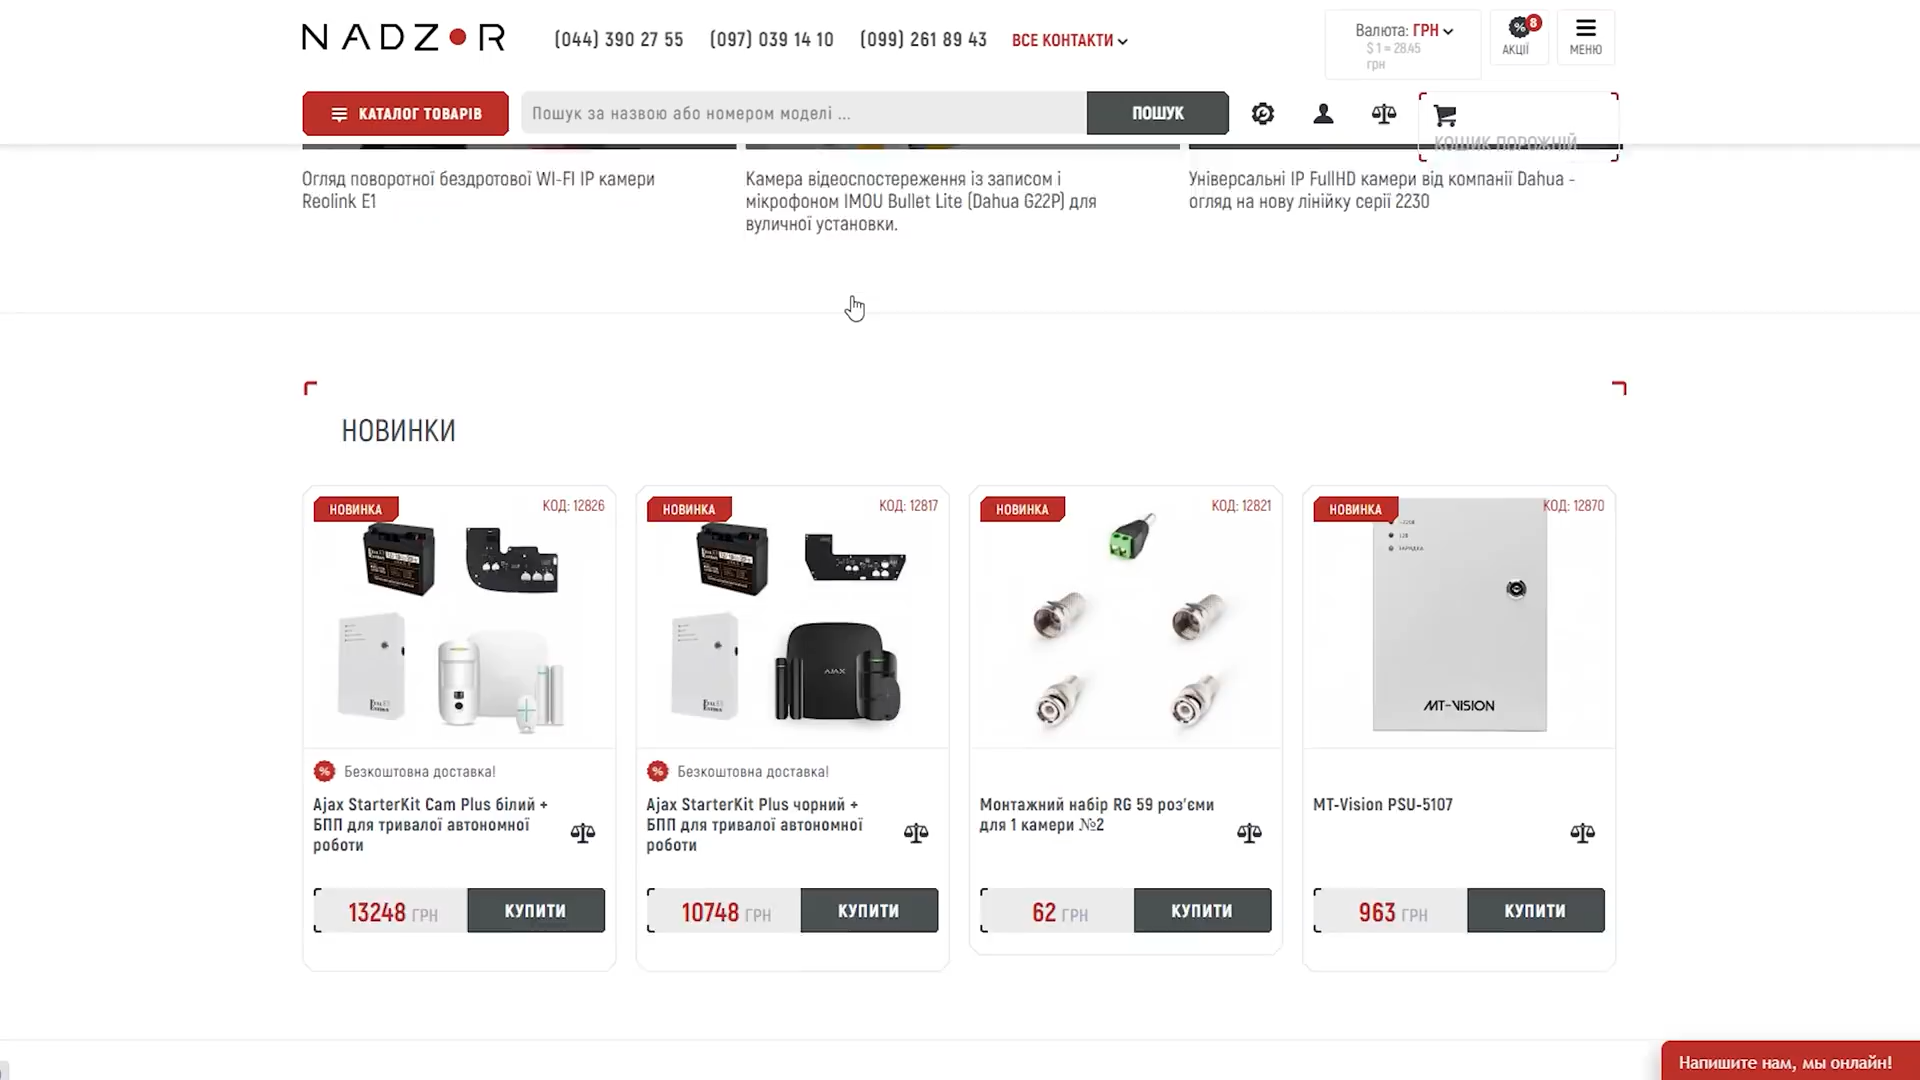 NADZOR
(044) 390 27 55
(097) 039 14 10
(099) 261 89 43
ВСЕ КОНТАКТИ
Валюта: ГРН
$ 1 = 28.45
грн
8
АКЦІЇ
МЕНЮ
КАТАЛОГ ТОВАРІВ
Пошук за назвою або номером моделі ...
ПОШУК
КОШИК ПОРОЖНІЙ
Огляд поворотної бездротової WI-FI IP камери
Reolink E1
Камера відеоспостереження із записом і
мікрофоном IMOU Bullet Lite (Dahua G22P) для
вуличної установки.
Універсальні IP FullHD камери від компанії Dahua -
огляд на нову лінійку серії 2230
НОВИНКИ
НОВИНКА
КОД: 12826
НОВИНКА
КОД: 12817
AJAX
НОВИНКА
КОД: 12821
НОВИНКА
КОД: 12870
ЗАРЯДКА
MT-VISION
Безкоштовна доставка!
Ajax StarterKit Cam Plus білий +
БПП для тривалої автономної
роботи
13248 ГРН
КУПИТИ
Безкоштовна доставка!
Ajax StarterKit Plus чорний +
БПП для тривалої автономної
роботи
10748 ГРН
КУПИТИ
Монтажний набір RG 59 роз'єми
для 1 камери №2
62 ГРН
КУПИТИ
MT-Vision PSU-5107
963 ГРН
КУПИТИ
Напишите нам, мы онлайн!